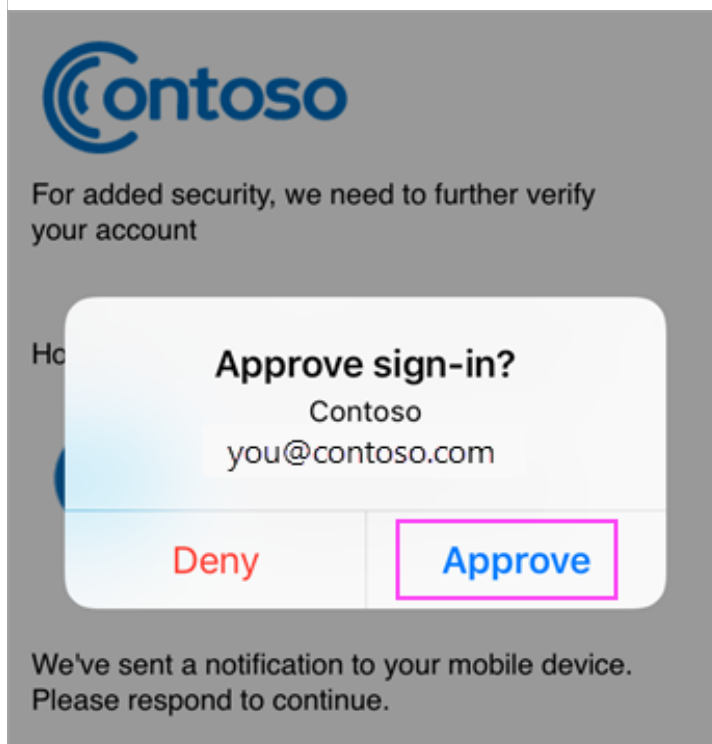 Contoso
For added security, we need to further verify
your account
Ho
Approve sign-in?
Contoso
you@contoso.com
Deny
Approve
We've sent a notification to your mobile device.
Please respond to continue.